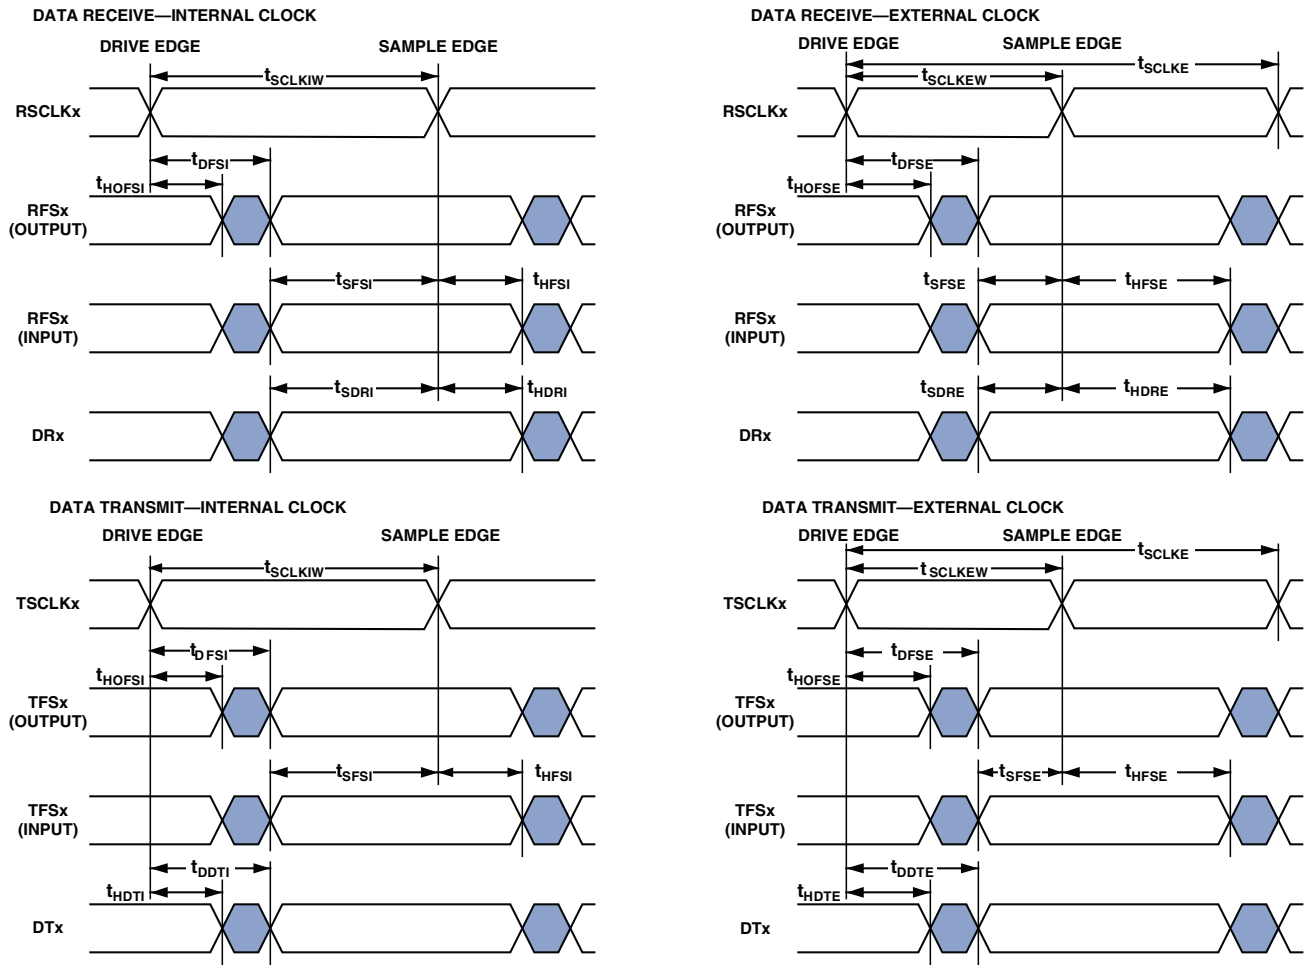 DATA RECEIVE—INTERNAL CLOCK
DRIVE EDGE
SAMPLE EDGE
tSCLKIW
RSCLKx
tDFSI
tHOFSI
RFSx
(OUTPUT)
tSFSI
tHFSI
RFSx
(INPUT)
tSDRI
tHDRI
DRx
DATA RECEIVE—EXTERNAL CLOCK
DRIVE EDGE
SAMPLE EDGE
tSCLKE
tSCLKEW
RSCLKx
tDFSE
tHOFSE
RFSx
(OUTPUT)
tSFSE
tHFSE
RFSx
(INPUT)
tSDRE
tHDRE
DRx
DATA TRANSMIT—INTERNAL CLOCK
DRIVE EDGE
SAMPLE EDGE
tSCLKIW
TSCLKx
tDFSI
tHOFSI
TFSx
(OUTPUT)
tSFSI
tHFSI
TFSx
(INPUT)
tDDTI
tHDTI
DTx
DATA TRANSMIT—EXTERNAL CLOCK
DRIVE EDGE
SAMPLE EDGE
tSCLKE
tSCLKEW
TSCLKx
tDFSE
tHOFSE
TFSx
(OUTPUT)
tSFSE
tHFSE
TFSx
(INPUT)
tDDTE
tHDTE
DTx